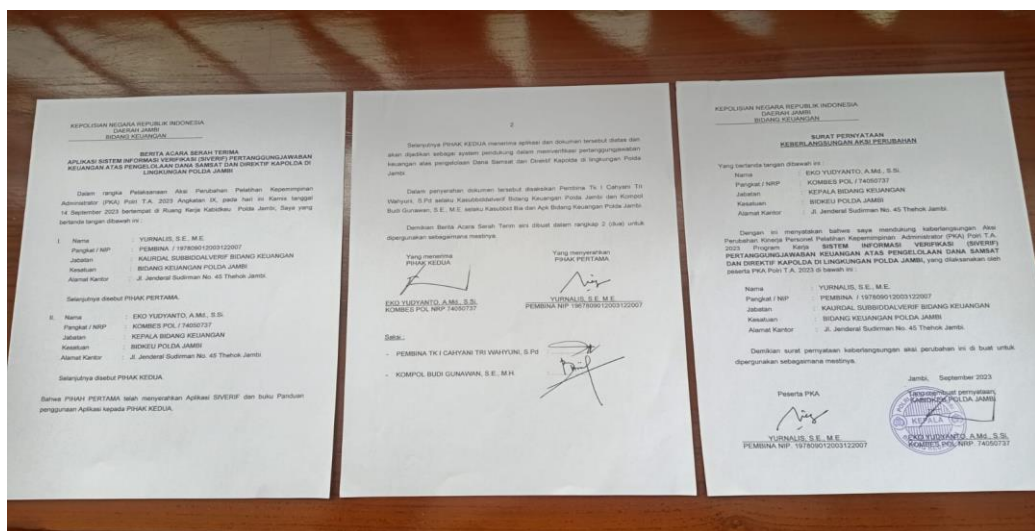 KEPOLISIAN NEGARA REPUBLIK INDONESIA
DAERAH JAMBI
BIDANG KEUANGAN
BERITA ACARA SERAH TERIMA
APLIKASI SISTEM INFORMASI VERIFIKASI (SIVERIF) PERTANGGUNGJAWABAN
KEUANGAN ATAS PENGELOLAAN DANA SAMSAT DAN DIREKTIF KAPOLDA DI
LINGKUNGAN POLDA JAMBI
Dalam rangka Pelaksanaan Aksi Perubahan Pelatihan Kepemimpinan
Administrator (PKA) Polri T.A. 2023 Angkatan IX, pada hari ini Kamis tanggal
14 September 2023 bertempat di Ruang Kerja Kabidkeu Polda Jambi, Saya yang
bertanda tangan dibawah ini :
I. Nama : YURNALIS, S.E., M.E.
Pangkat / NIP : PEMBINA / 197809012003122007
Jabatan : KAURDAL SUBBIDDALVERIF BIDANG KEUANGAN
Kesatuan : BIDANG KEUANGAN POLDA JAMBI
Alamat Kantor : Jl. Jenderal Sudirman No. 45 Thehok Jambi.
Selanjutnya disebut PIHAK PERTAMA.
II. Nama : EKO YUDYANTO, A.Md., S.Si.
Pangkat / NRP : KOMBES POL / 74050737
Jabatan : KEPALA BIDANG KEUANGAN
Kesatuan : BIDKEU POLDA JAMBI
Alamat Kantor : Jl. Jenderal Sudirman No. 45 Thehok Jambi
Selanjutnya disebut PIHAK KEDUA.
Bahwa PIHAH PERTAMA telah menyerahkan Aplikasi SIVERIF dan buku Panduan
penggunaan Aplikasi kepada PIHAK KEDUA.
2
Selanjutnya PIHAK KEDUA menerima aplikasi dan dokumen tersebut diatas dan
akan dijadikan sebagai system pendukung dalam memverifikasi pertanggungjawaban
keuangan atas pengelolaan Dana Samsat dan Direktif Kapolda di lingkungan Polda
Jambi.
Dalam penyerahan dokumen tersebut disaksikan Pembina Tk I Cahyani Tri
Wahyuni, S.Pd selaku Kasubbiddalverif Bidang Keuangan Polda Jambi dan Kompol
Budi Gunawan, S.E., M.E. selaku Kasubbid Bia dan Apk Bidang Keuangan Polda Jambi.
Demikian Berita Acara Serah Terim aini dibuat dalam rangkap 2 (dua) untuk
dipergunakan sebagaimana mestinya.
Yang menerima
PIHAK KEDUA
EKO YUDYANTO, A.Md., S.Si.
KOMBES POL NRP 74050737
Yang menyerahkan
PIHAK PERTAMA
YURNALIS, S.E., M.E.
PEMBINA NIP 197809012003122007
Saksi :
- PEMBINA TK I CAHYANI TRI WAHYUNI, S.Pd
- KOMPOL BUDI GUNAWAN, S.E., M.H.
KEPOLISIAN NEGARA REPUBLIK INDONESIA
DAERAH JAMBI
BIDANG KEUANGAN
SURAT PERNYATAAN
KEBERLANGSUNGAN AKSI PERUBAHAN
Yang bertanda tangan dibawah ini :
Nama : EKO YUDYANTO, A.Md., S.Si.
Pangkat / NRP : KOMBES POL / 74050737
Jabatan : KEPALA BIDANG KEUANGAN
Kesatuan : BIDKEU POLDA JAMBI
Alamat Kantor : Jl. Jenderal Sudirman No. 45 Thehok Jambi.
Dengan ini menyatakan bahwa saya mendukung keberlangsungan Aksi
Perubahan Kinerja Personel Pelatihan Kepemimpinan Administrator (PKA) Polri T.A.
2023 Program Kerja SISTEM INFORMASI VERIFIKASI (SIVERIF)
PERTANGGUNGJAWABAN KEUANGAN ATAS PENGELOLAAN DANA SAMSAT
DAN DIREKTIF KAPOLDA DI LINGKUNGAN POLDA JAMBI, yang dilaksanakan oleh
peserta PKA Polri T.A. 2023 di bawah ini :
Nama : YURNALIS, S.E., M.E.
Pangkat / NIP : PEMBINA / 197809012003122007
Jabatan : KAURDAL SUBBIDDALVERIF BIDANG KEUANGAN
Kesatuan : BIDANG KEUANGAN POLDA JAMBI
Alamat Kantor : Jl. Jenderal Sudirman No. 45 Thehok Jambi.
Demikian surat pernyataan keberlangsungan aksi perubahan ini di buat untuk
dipergunakan sebagaimana mestinya.
Jambi, September 2023
Peserta PKA
YURNALIS, S.E., M.E.
PEMBINA NIP. 197809012003122007
Yang membuat pernyataan,
KABIDKEU POLDA JAMBI
KEPALA
EKO YUDYANTO, A.Md., S.Si.
KOMBES POL NRP. 74050737